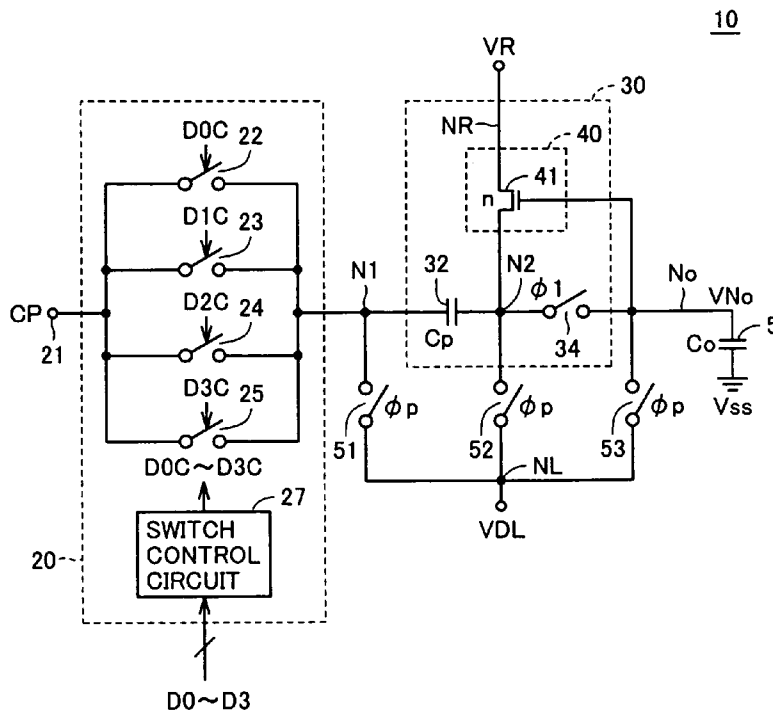 10
VR
30
NR
40
D0C
22
41
n
D1C
23
N1
32
N2
ϕ1
No
VNo
CP
21
D2C
24
Cp
34
5
Co
Vss
D3C
25
ϕp
51
ϕp
52
ϕp
53
D0C～D3C
NL
27
VDL
SWITCH
CONTROL
CIRCUIT
20
D0～D3